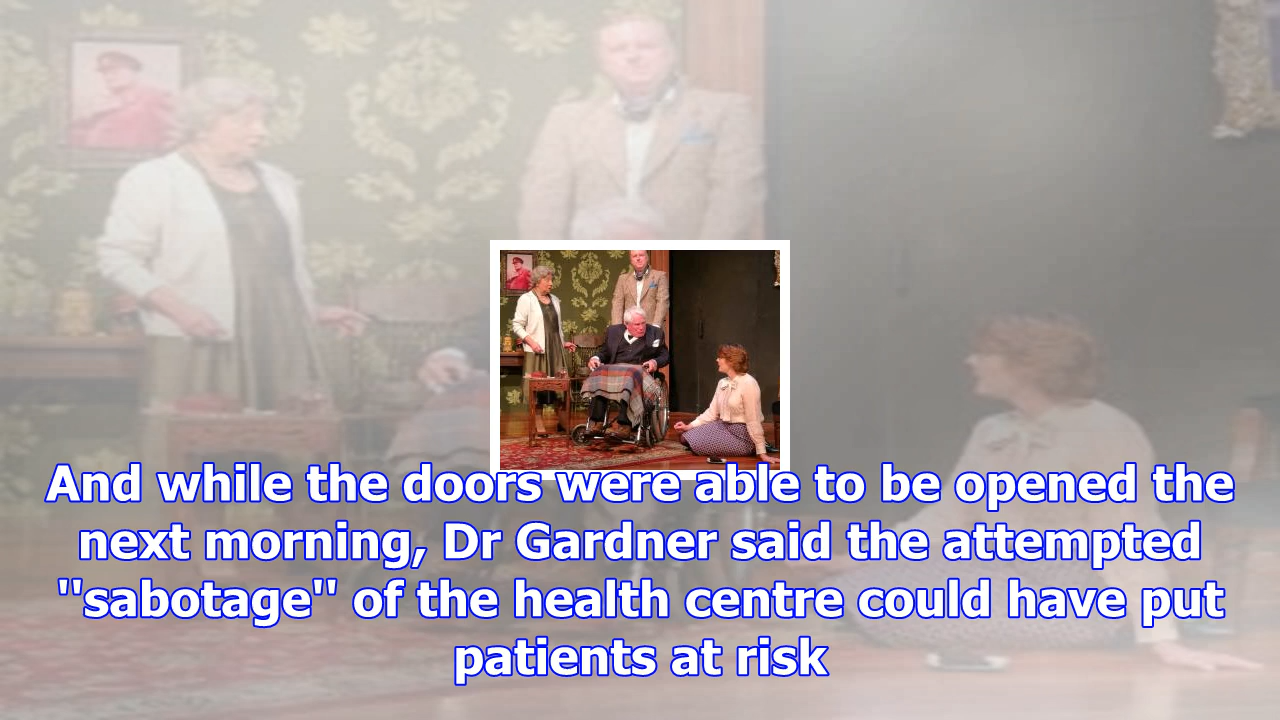 And while the doors were able to be opened the
next morning, Dr Gardner said the attempted
"sabotage" of the health centre could have put
patients at risk